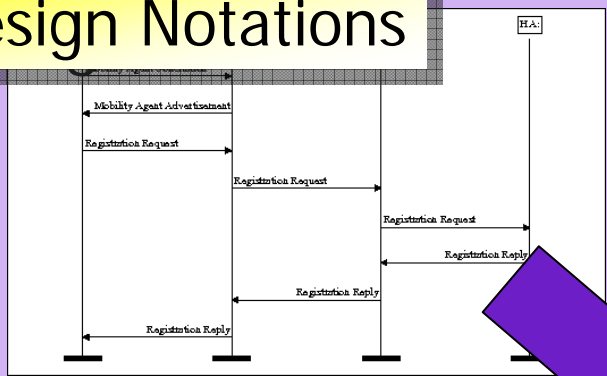 esign Notations
HA:
Mobility Agent Advertisement
Registration Request
Registration Request
Registration Request
Registration Reply
Registration Reply
Registration Reply